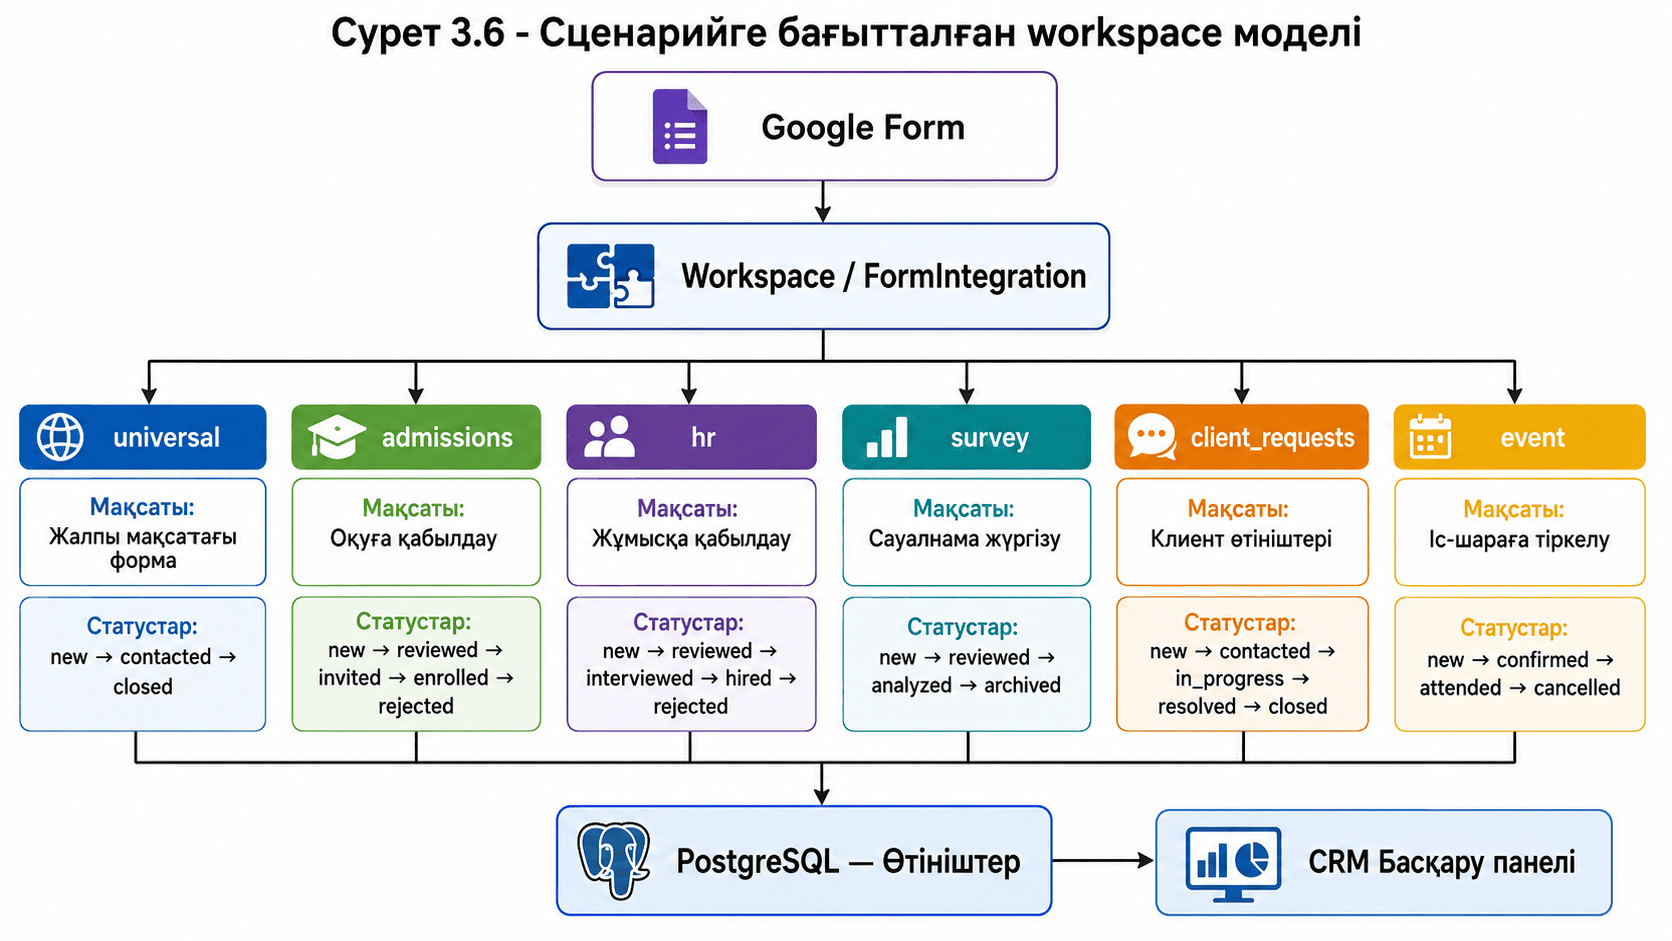 Сурет 3.6 - Сценарийге бағытталған workspace моделі
Google Form
Workspace / FormIntegration
universal
Мақсаты:
Жалпы мақсаттағы
форма
Статустар:
new → contacted →
closed
admissions
Мақсаты:
Оқуға қабылдау
Статустар:
new → reviewed →
invited → enrolled →
rejected
hr
Мақсаты:
Жұмысқа қабылдау
Статустар:
new → reviewed →
interviewed → hired →
rejected
survey
Мақсаты:
Сауалнама жүргізу
Статустар:
new → reviewed →
analyzed → archived
client_requests
Мақсаты:
Клиент өтініштері
Статустар:
new → contacted →
in_progress →
resolved → closed
event
Мақсаты:
Іс-шараға тіркелу
Статустар:
new → confirmed →
attended → cancelled
PostgreSQL — Өтініштер
CRM Басқару панелі